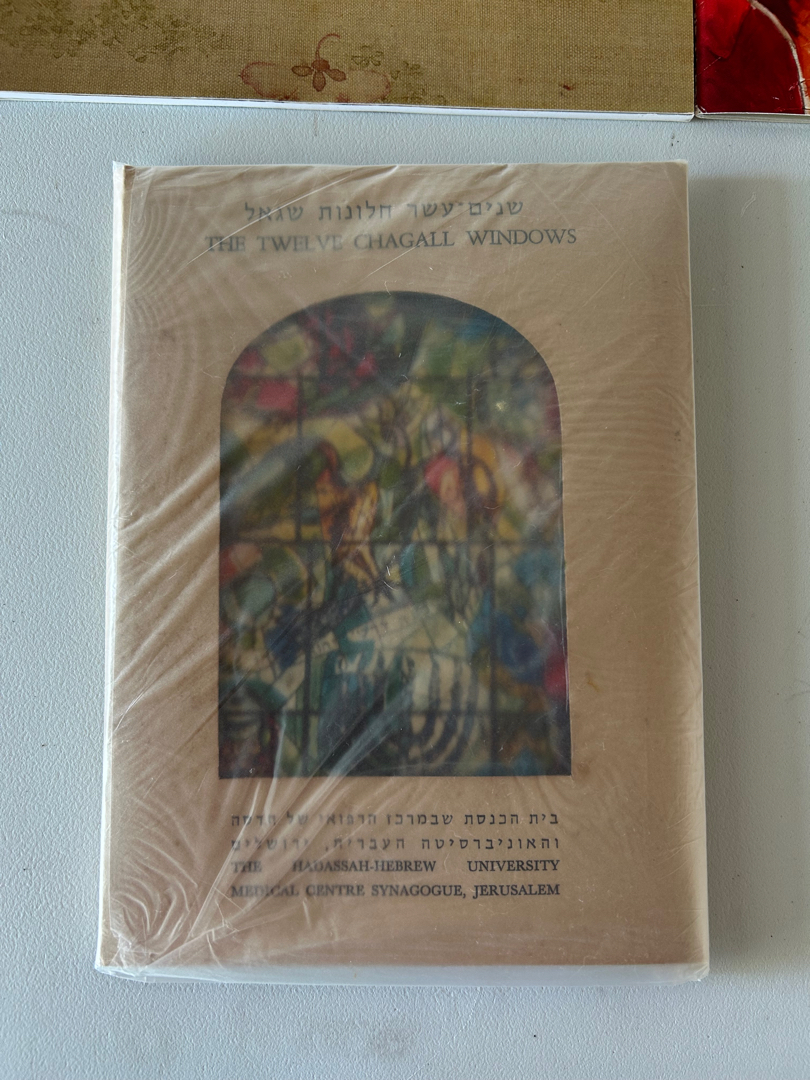 שנים־עשר חלונות שגאל
THE TWELVE CHAGALL WINDOWS
בית הכנסת שבמרכז הרפואי של הדסה
והאוניברסיטה העברית, ירושלים
THE HADASSAH-HEBREW UNIVERSITY
MEDICAL CENTRE SYNAGOGUE, JERUSALEM